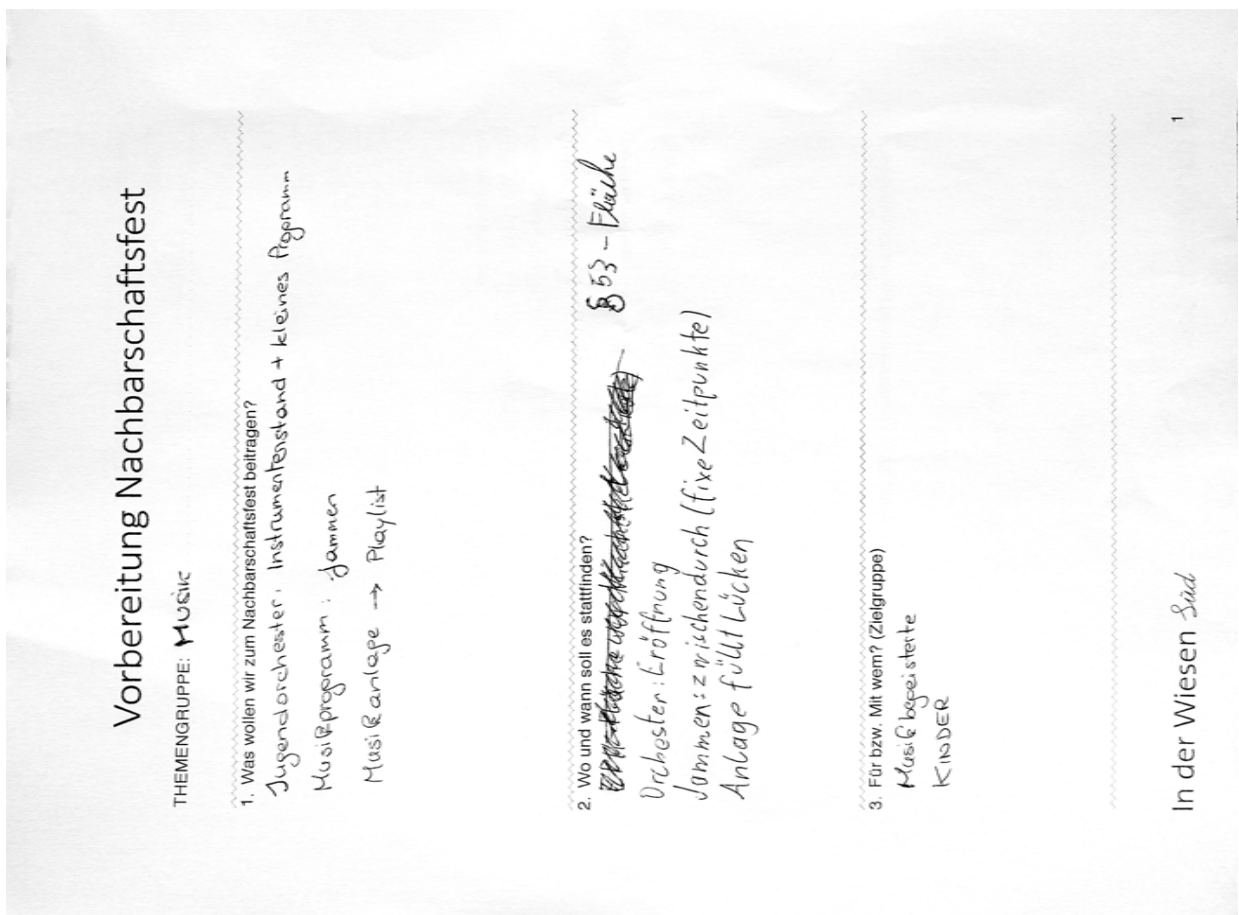 Vorbereitung Nachbarschaftsfest
THEMENGRUPPE: MUSIK
1. Was wollen wir zum Nachbarschaftsfest beitragen?
Jugendorchester: Instrumentenstand + kleines Programm
Musikprogramm: Jammen
Musikanlage → Playlist
2. Wo und wann soll es stattfinden?
§53-Fläche
Orchester: Eröffnung
Jammen: zwischendurch (fixe Zeitpunkte)
Anlage füllt Lücken
3. Für bzw. Mit wem? (Zielgruppe)
Musikbegeisterte
KINDER
In der Wiesen Süd
1